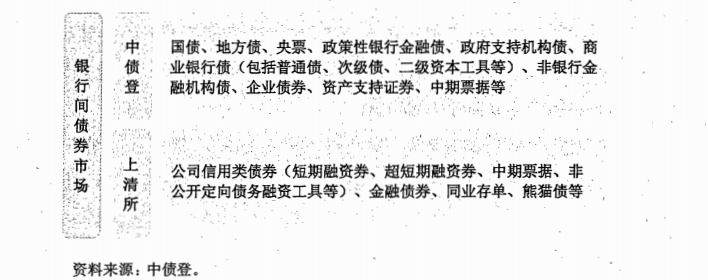 银行间债券市场
中债登
国债、地方债、央票、政策性银行金融债、政府支持机构债、商
业银行债（包括普通债、次级债、二级资本工具等）、非银行金
融机构债、企业债券、资产支持证券、中期票据等
上清所
公司信用类债券（短期融资券、超短期融资券、中期票据、非
公开定向债务融资工具等）、金融债券、同业存单、熊猫债等
资料来源：中债登。